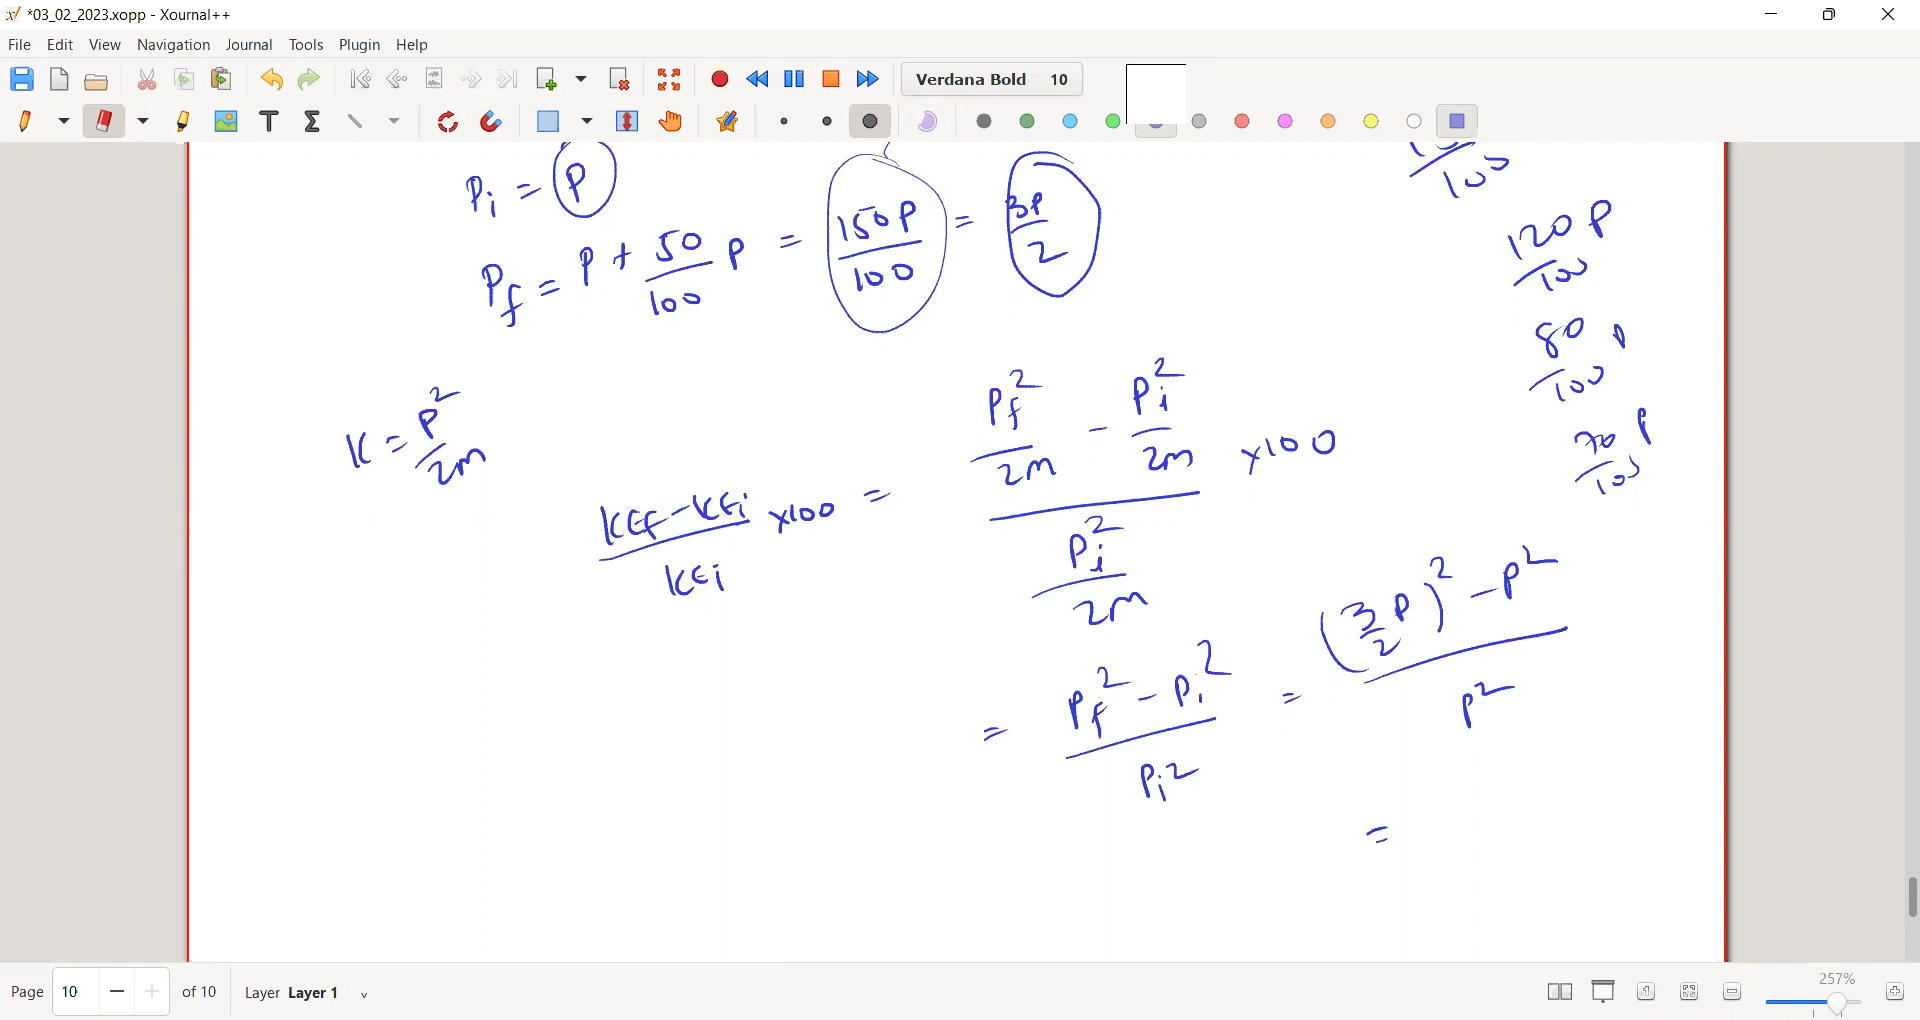 *03_02_2023.xopp - Xournal++
File Edit View Navigation Journal Tools Plugin Help
Verdana Bold 10
Pi = P
Pf = P + 50/100 P = 150P/100 = 3P/2
/100
120 P/100
80/100
70 P/100
K = P²/2m
KEf-KEi/KEi x100 = Pf²/2m - Pi²/2m / Pi²/2m x100
= Pf² - Pi²/Pi² = (3/2 P)² - P²/P²
=
Page 10 of 10 Layer Layer 1 257%